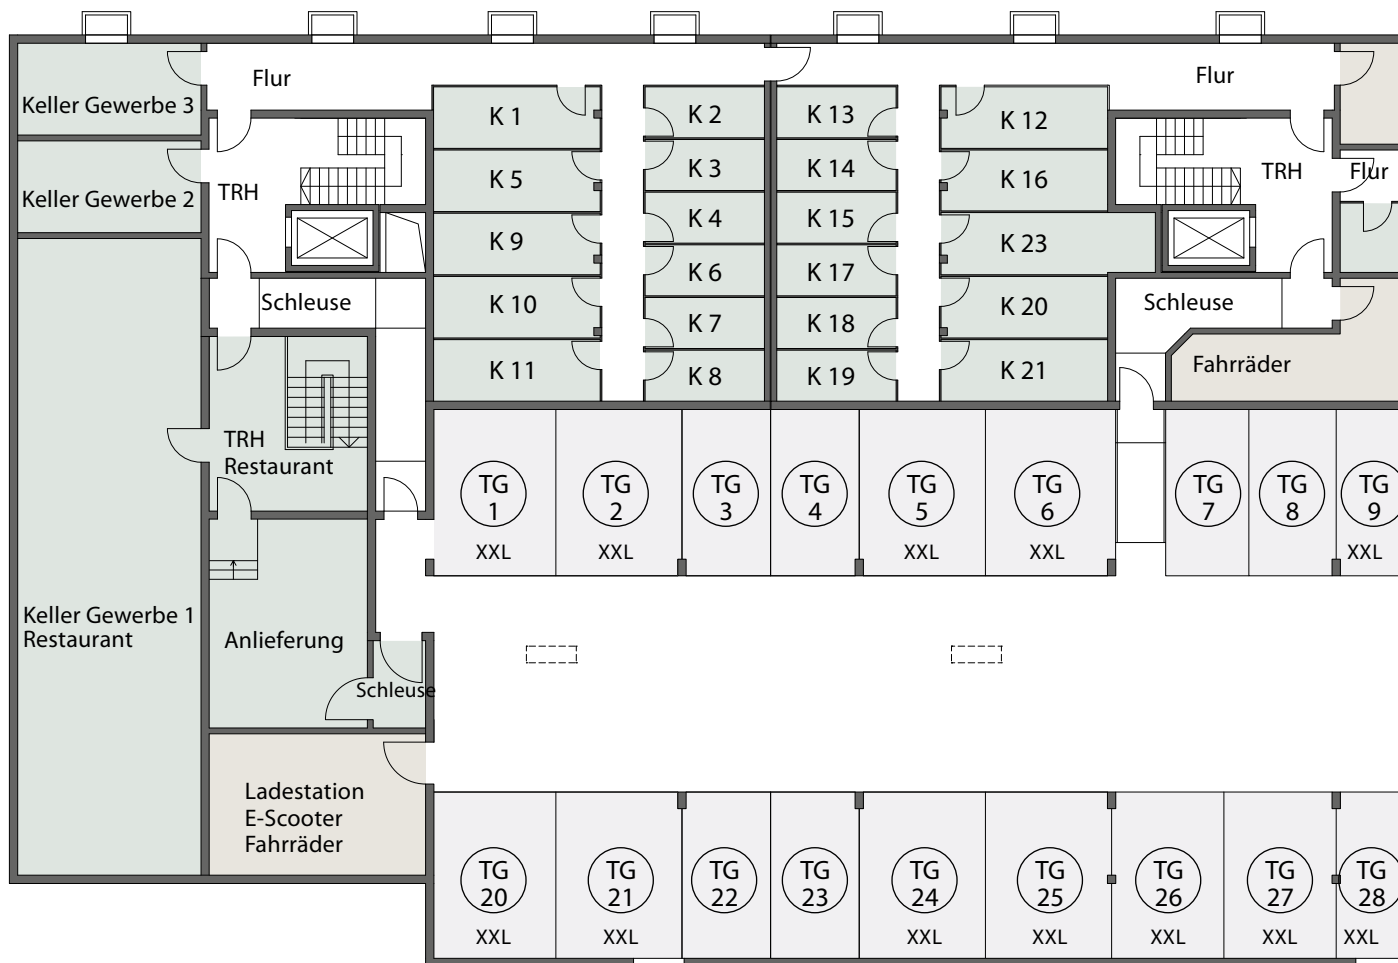 Keller Gewerbe 3
Flur
K 1
K 2
K 13
K 12
Flur
Keller Gewerbe 2
TRH
K 5
K 3
K 14
K 16
TRH
Flur
K 9
K 4
K 15
K 23
Schleuse
K 10
K 6
K 17
K 20
Schleuse
K 11
K 7
K 18
K 21
K 8
K 19
Fahrräder
TRH
Restaurant
TG
1
XXL
TG
2
XXL
TG
3
TG
4
TG
5
XXL
TG
6
XXL
TG
7
TG
8
TG
9
XXL
Keller Gewerbe 1
Restaurant
Anlieferung
Schleuse
Ladestation
E-Scooter
Fahrräder
TG
20
XXL
TG
21
XXL
TG
22
TG
23
TG
24
XXL
TG
25
XXL
TG
26
XXL
TG
27
XXL
TG
28
XXL